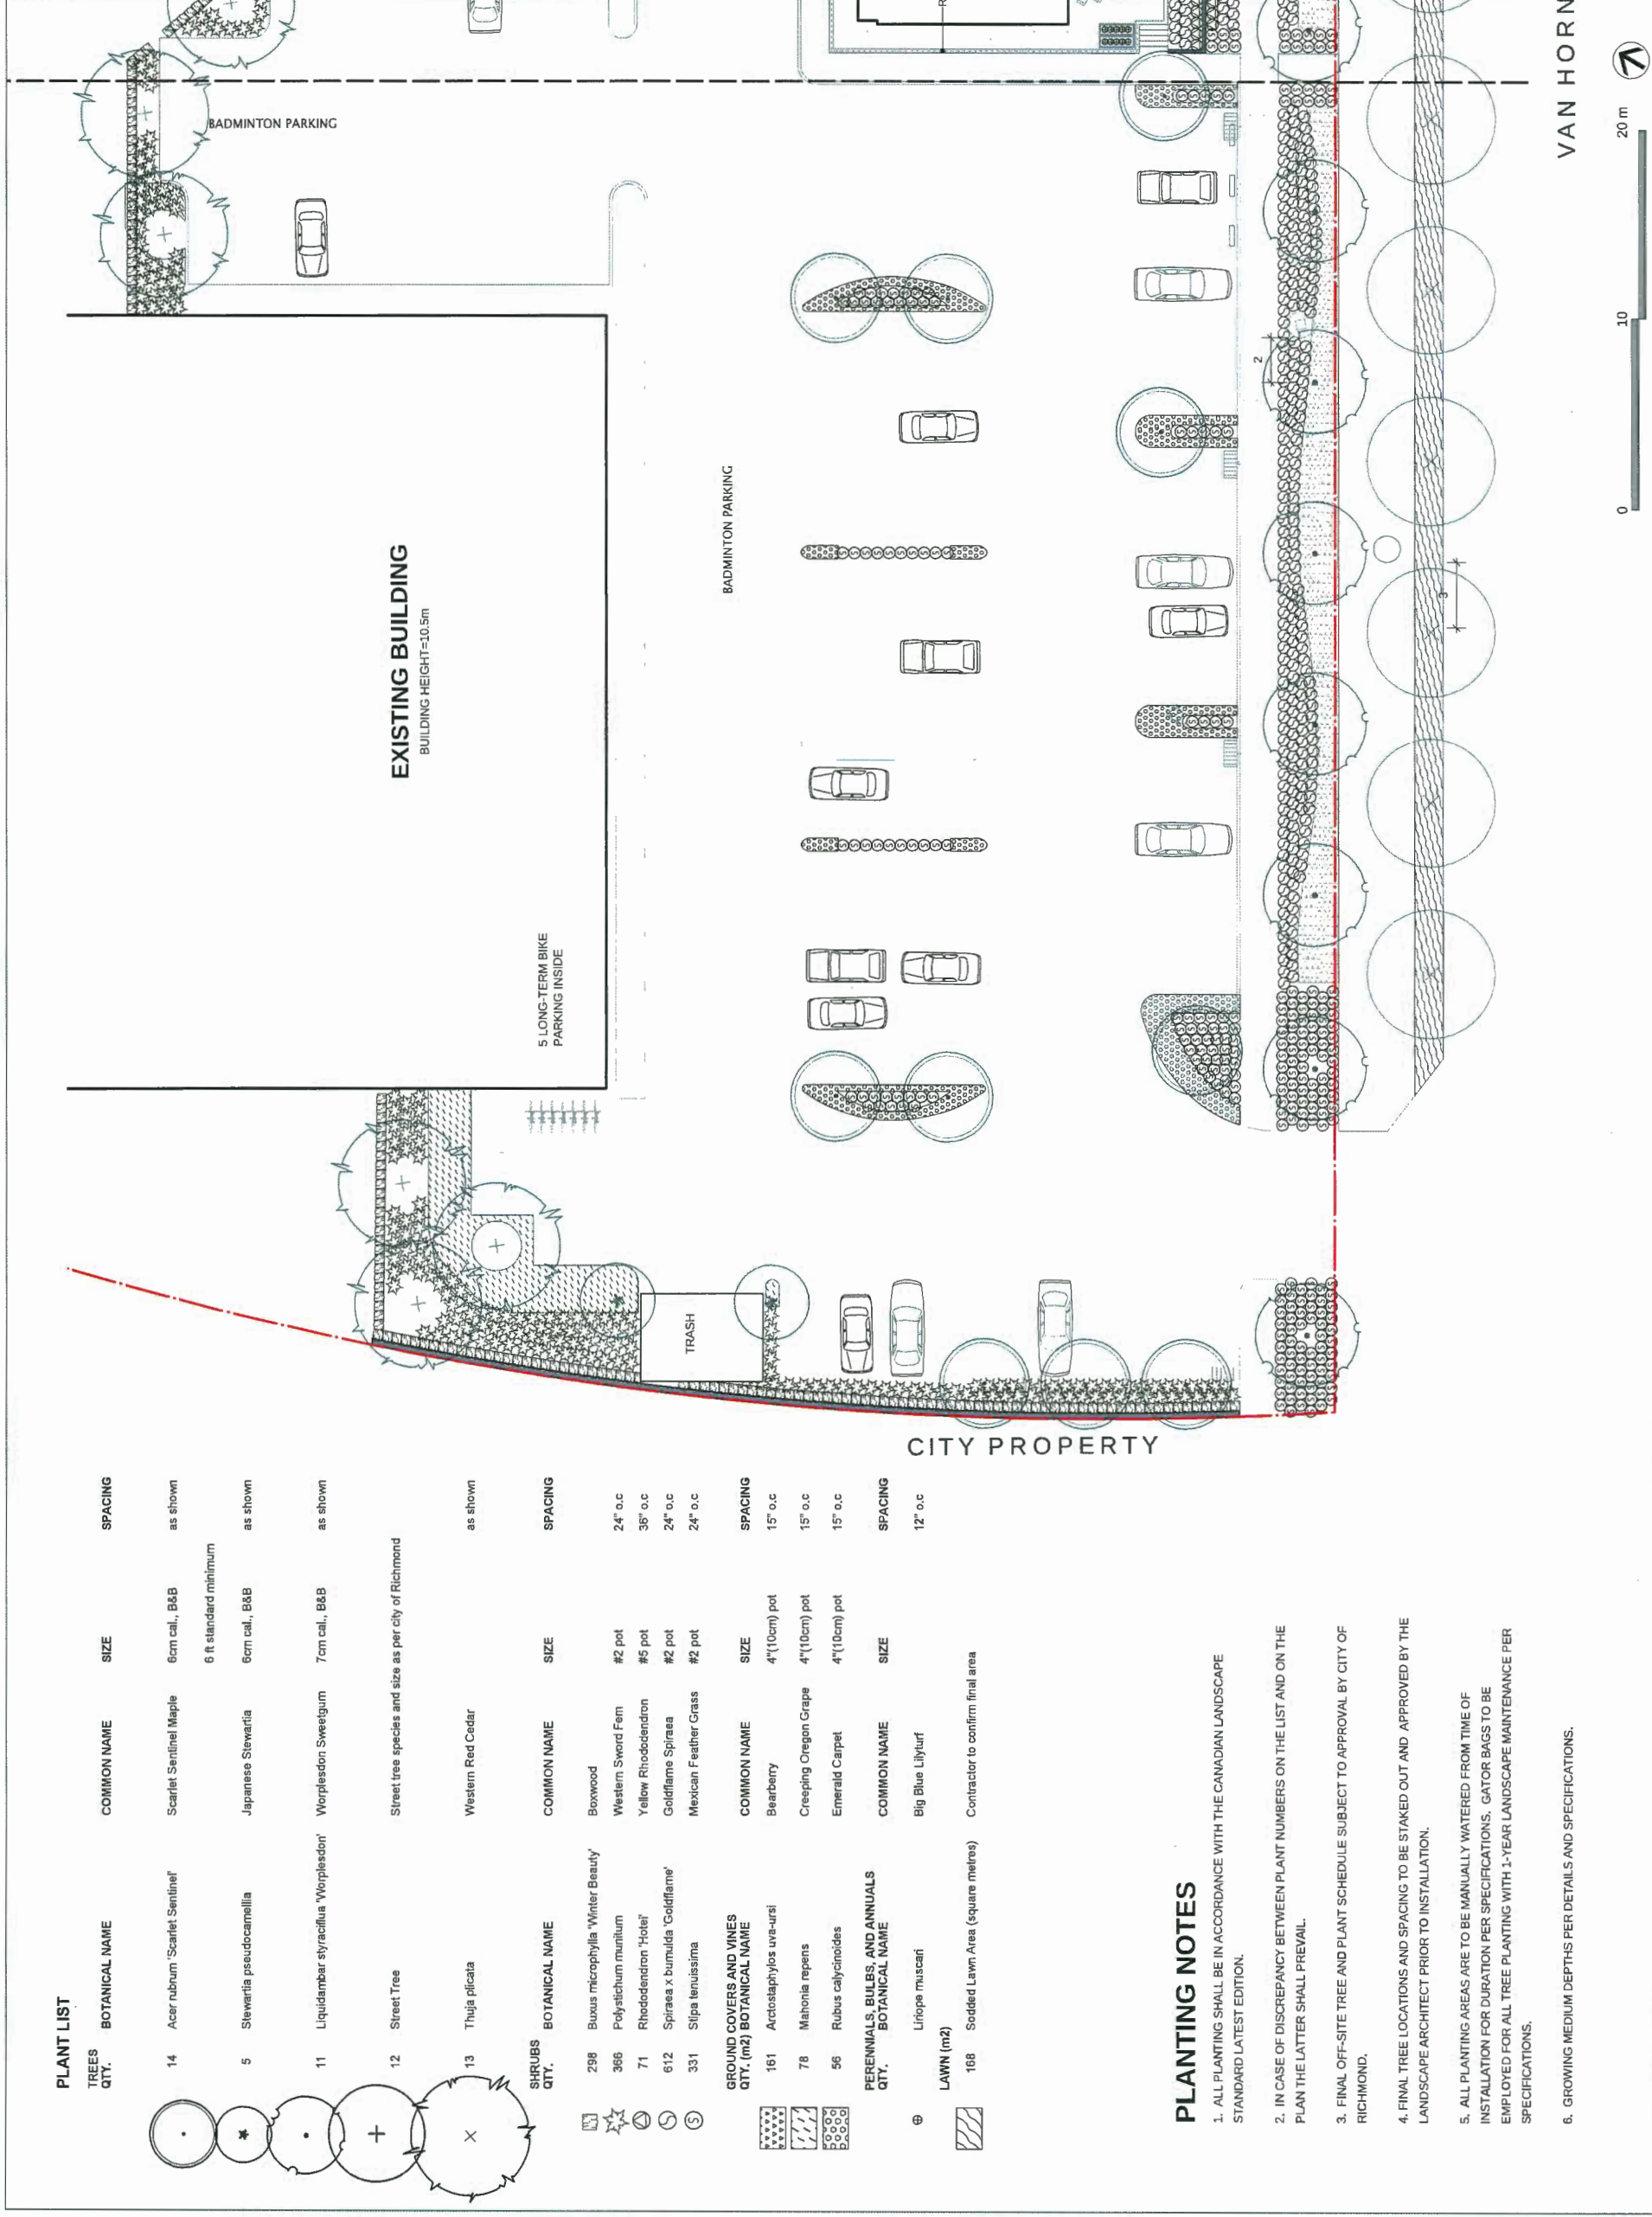 PLANT LIST
TREES
QTY. BOTANICAL NAME COMMON NAME SIZE SPACING
14 Acer rubrum 'Scarlet Sentinel' Scarlet Sentinel Maple 6cm cal., B&B as shown
6 ft standard minimum
5 Stewartia pseudocamellia Japanese Stewartia 6cm cal., B&B as shown
11 Liquidambar styraciflua 'Worplesdon' Worplesdon Sweetgum 7cm cal., B&B as shown
12 Street Tree Street tree species and size as per city of Richmond
13 Thuja plicata Western Red Cedar as shown
SHRUBS
QTY. BOTANICAL NAME COMMON NAME SIZE SPACING
298 Buxus microphylla 'Winter Beauty' Boxwood
366 Polystichum munitum Western Sword Fern #2 pot 24" o.c
71 Rhododendron 'Hotei' Yellow Rhododendron #5 pot 36" o.c
612 Spiraea x bumulda 'Goldflame' Goldflame Spiraea #2 pot 24" o.c
331 Stipa tenuissima Mexican Feather Grass #2 pot 24" o.c
GROUND COVERS AND VINES
QTY. (m2) BOTANICAL NAME COMMON NAME SIZE SPACING
161 Arctostaphylos uva-ursi Bearberry 4"(10cm) pot 15" o.c
78 Mahonia repens Creeping Oregon Grape 4"(10cm) pot 15" o.c
56 Rubus calycinoides Emerald Carpet 4"(10cm) pot 15" o.c
PERENNIALS, BULBS, AND ANNUALS
QTY. BOTANICAL NAME COMMON NAME SIZE SPACING
Liriope muscari Big Blue Lilyturf 12" o.c
LAWN (m2)
168 Sodded Lawn Area (square metres) Contractor to confirm final area
PLANTING NOTES
1. ALL PLANTING SHALL BE IN ACCORDANCE WITH THE CANADIAN LANDSCAPE
STANDARD LATEST EDITION.
2. IN CASE OF DISCREPANCY BETWEEN PLANT NUMBERS ON THE LIST AND ON THE
PLAN THE LATTER SHALL PREVAIL.
3. FINAL OFF-SITE TREE AND PLANT SCHEDULE SUBJECT TO APPROVAL BY CITY OF
RICHMOND.
4. FINAL TREE LOCATIONS AND SPACING TO BE STAKED OUT AND APPROVED BY THE
LANDSCAPE ARCHITECT PRIOR TO INSTALLATION.
5. ALL PLANTING AREAS ARE TO BE MANUALLY WATERED FROM TIME OF
INSTALLATION FOR DURATION PER SPECIFICATIONS. GATOR BAGS TO BE
EMPLOYED FOR ALL TREE PLANTING WITH 1-YEAR LANDSCAPE MAINTENANCE PER
SPECIFICATIONS.
6. GROWING MEDIUM DEPTHS PER DETAILS AND SPECIFICATIONS.
CITY PROPERTY
TRASH
5 LONG-TERM BIKE
PARKING INSIDE
EXISTING BUILDING
BUILDING HEIGHT=10.5m
BADMINTON PARKING
BADMINTON PARKING
R
2
3
VAN HORN
0 10 20 m